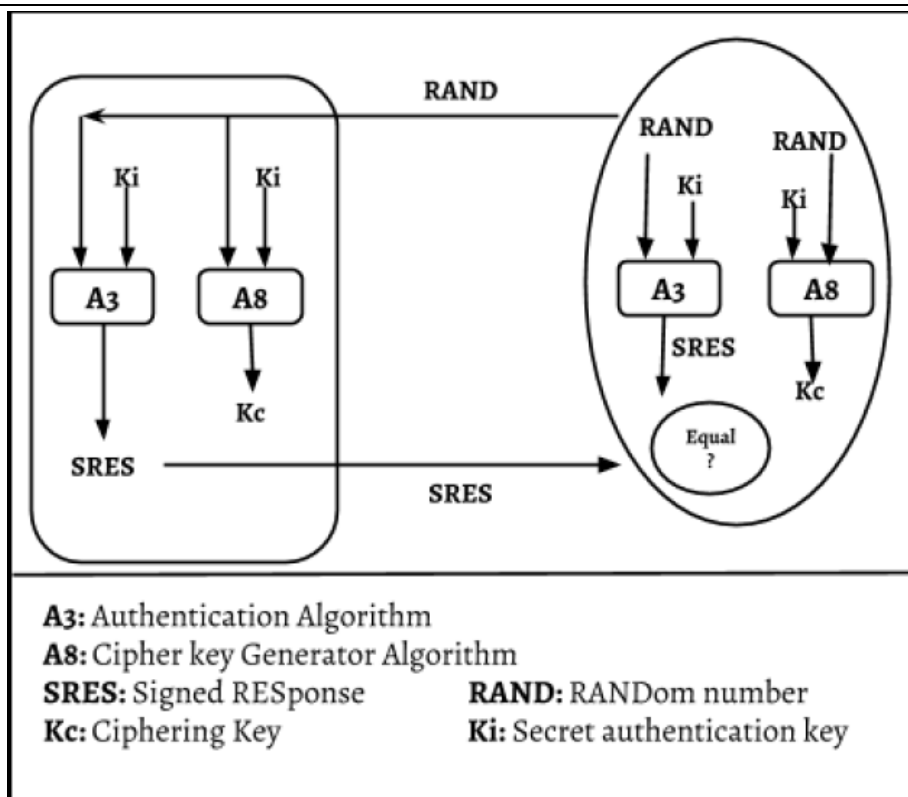 RAND
RAND
RAND
Ki
Ki
Ki
Ki
A3
A8
A3
A8
SRES
Kc
Kc
Equal
?
SRES
SRES
A3: Authentication Algorithm
A8: Cipher key Generator Algorithm
SRES: Signed RESponse
RAND: RANDom number
Kc: Ciphering Key
Ki: Secret authentication key